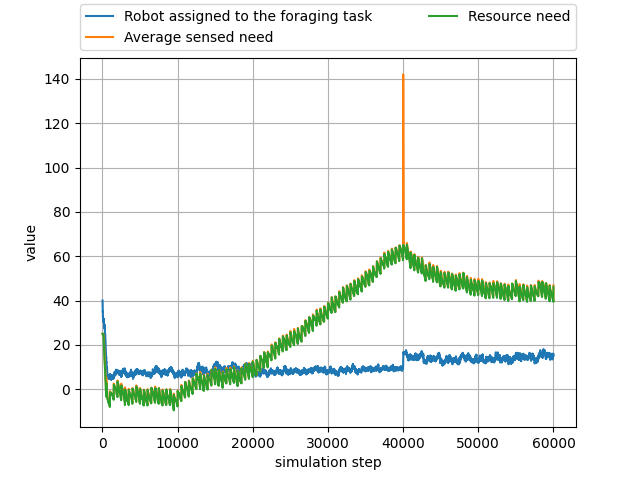 Robot assigned to the foraging task
Average sensed need
Resource need
140
120
100
80
60
40
20
0
value
0 10000 20000 30000 40000 50000 60000
simulation step